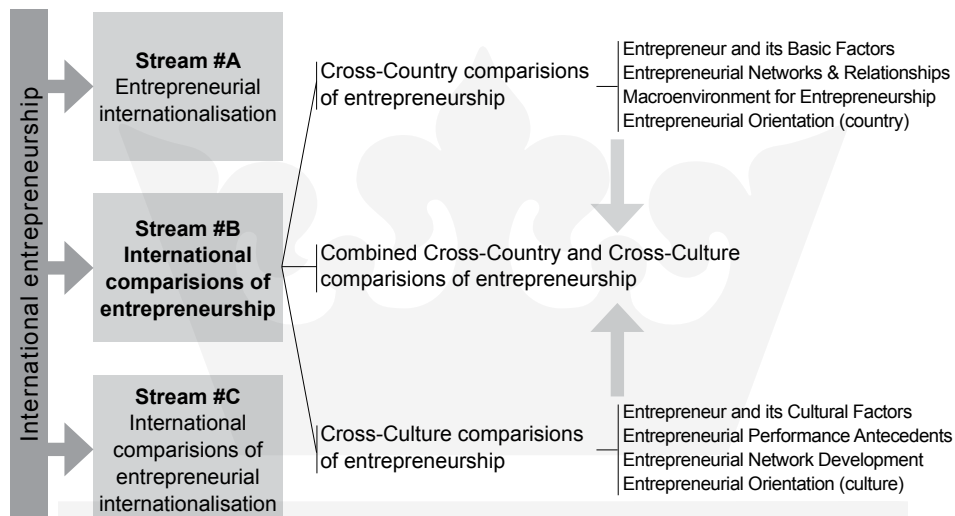 International entrepreneurship
Stream #A
Entrepreneurial
internationalisation
Stream #B
International
comparisions of
entrepreneurship
Stream #C
International
comparisions of
entrepreneurial
internationalisation
Cross-Country comparisions
of entrepreneurship
Entrepreneur and its Basic Factors
Entrepreneurial Networks & Relationships
Macroenvironment for Entrepreneurship
Entrepreneurial Orientation (country)
Combined Cross-Country and Cross-Culture
comparisions of entrepreneurship
Cross-Culture comparisions
of entrepreneurship
Entrepreneur and its Cultural Factors
Entrepreneurial Performance Antecedents
Entrepreneurial Network Development
Entrepreneurial Orientation (culture)